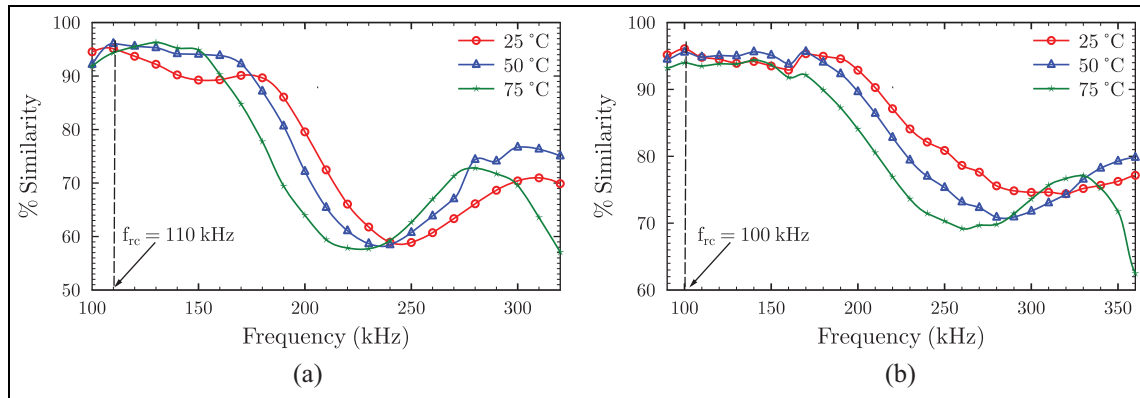 100
90
80
70
60
50
% Similarity
25 °C
50 °C
75 °C
f_rc = 110 kHz
100 150 200 250 300
Frequency (kHz)
(a)
100
90
80
70
60
% Similarity
25 °C
50 °C
75 °C
f_rc = 100 kHz
100 150 200 250 300 350
Frequency (kHz)
(b)